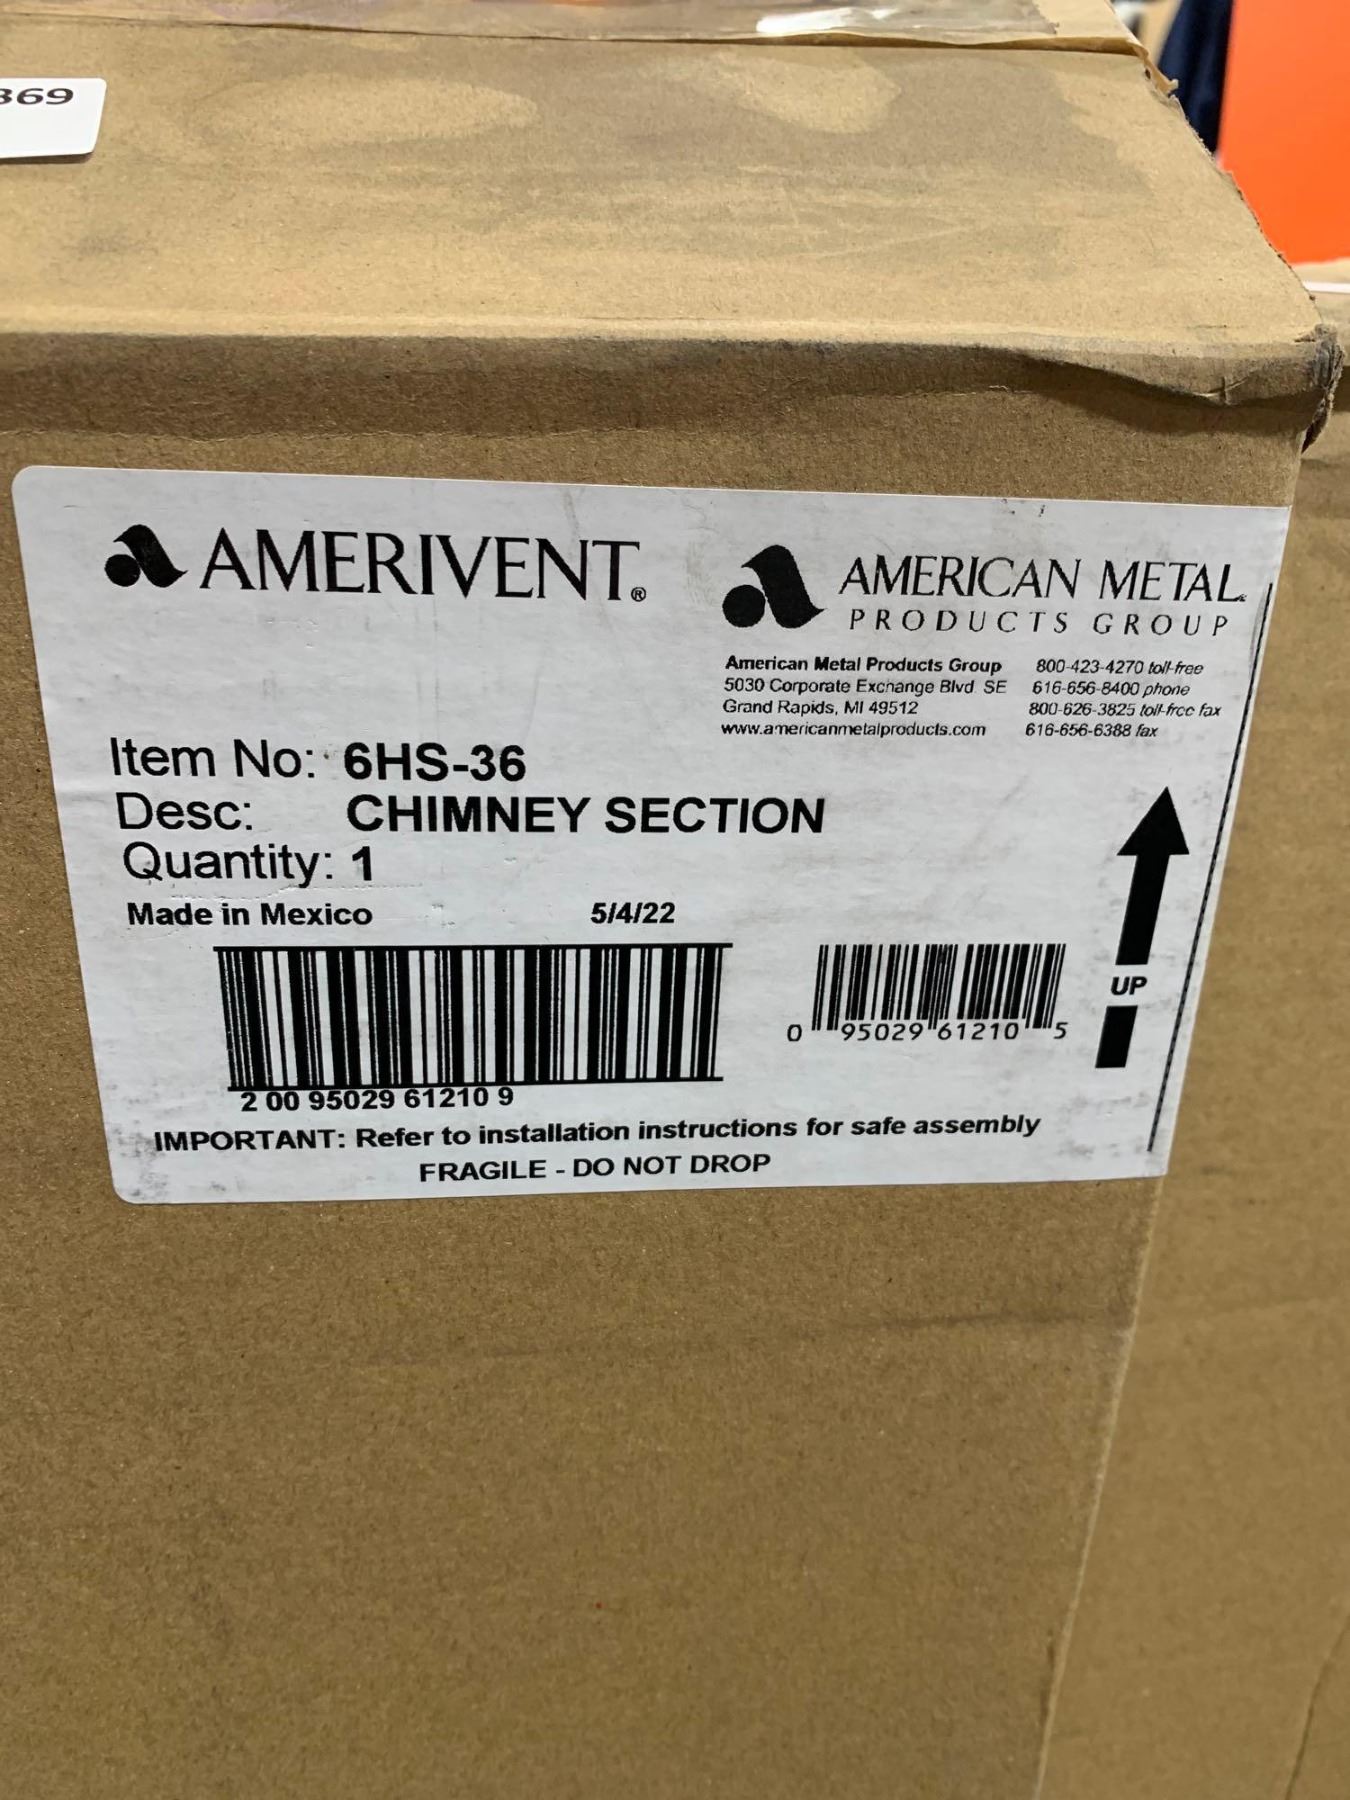 AMERIVENT®
AMERICAN METAL
PRODUCTS GROUP
American Metal Products Group 800-423-4270 toll-free
5030 Corporate Exchange Blvd. SE 616-656-8400 phone
Grand Rapids, MI 49512 800-626-3825 toll-free fax
www.americanmetalproducts.com 616-656-6388 fax
Item No: 6HS-36
Desc: CHIMNEY SECTION
Quantity: 1
Made in Mexico 5/4/22
UP
0 95029 61210 5
2 00 95029 61210 9
IMPORTANT: Refer to installation instructions for safe assembly
FRAGILE - DO NOT DROP